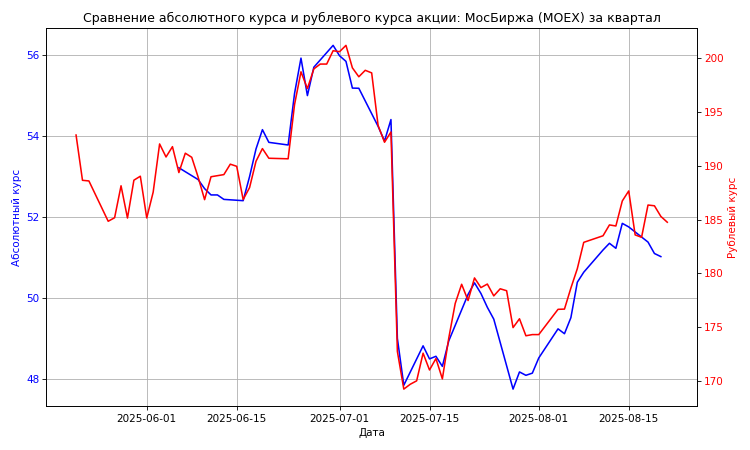 Сравнение абсолютного курса и рублевого курса акции: МосБиржа (MOEX) за квартал
Абсолютный курс
56
54
52
50
48
200
195
190
185
180
175
170
Рублевый курс
2025-06-01 2025-06-15 2025-07-01 2025-07-15 2025-08-01 2025-08-15
Дата